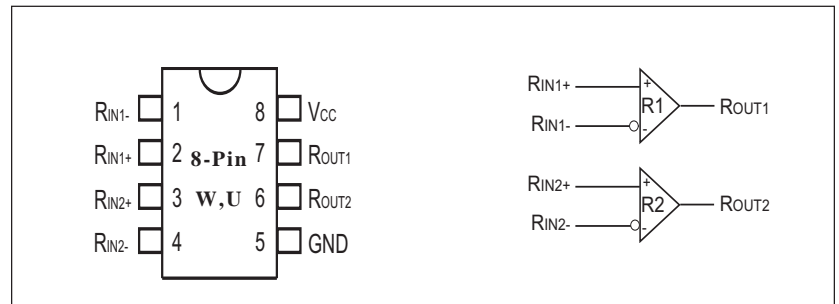 RIN1- 1 8 VCC
RIN1+ 2 8-Pin 7 ROUT1
RIN2+ 3 W,U 6 ROUT2
RIN2- 4 5 GND
RIN1+ + R1 ROUT1
RIN1- -
RIN2+ + R2 ROUT2
RIN2- -